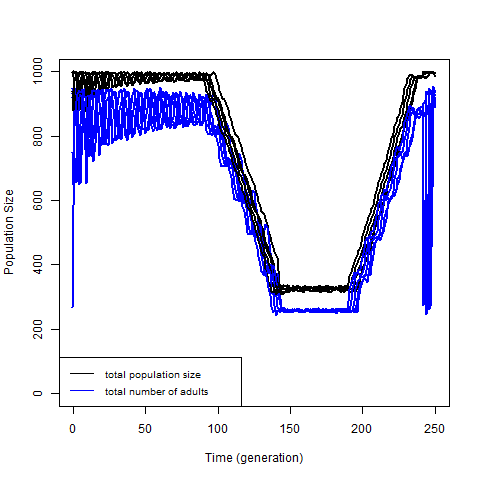 1000
800
600
400
200
0
Population Size
total population size
total number of adults
0 50 100 150 200 250
Time (generation)